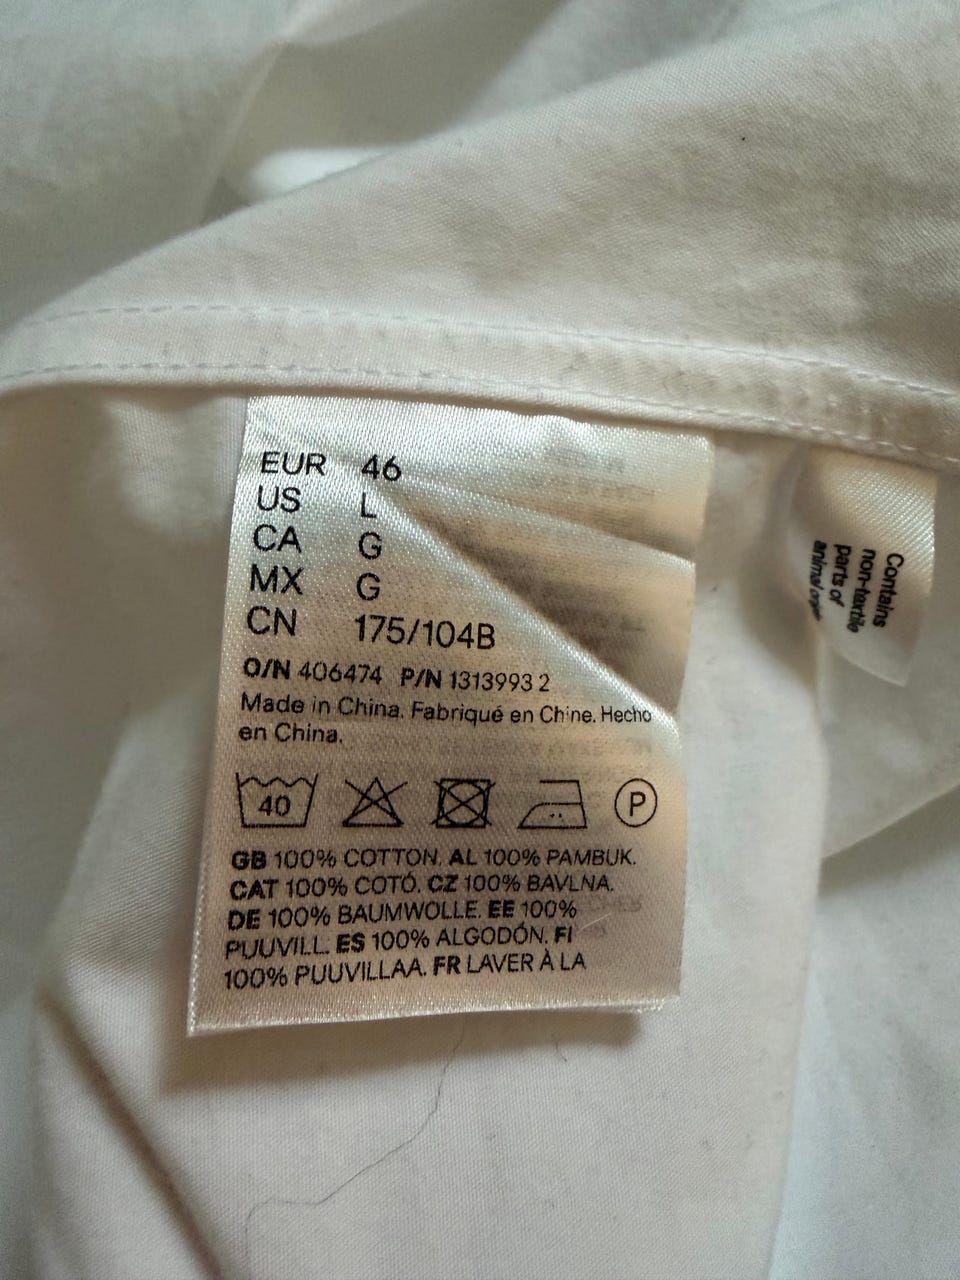 EUR 46
US L
CA G
MX G
CN 175/104B
O/N 406474 P/N 1313993 2
Made in China. Fabriqué en Chine. Hecho
en China.
40 P
GB 100% COTTON. AL 100% PAMBUK.
CAT 100% COTÓ. CZ 100% BAVLNA.
DE 100% BAUMWOLLE. EE 100%
PUUVILL. ES 100% ALGODÓN. FI
100% PUUVILLAA. FR LAVER À LA
Contains
non-textile
parts of
animal origin